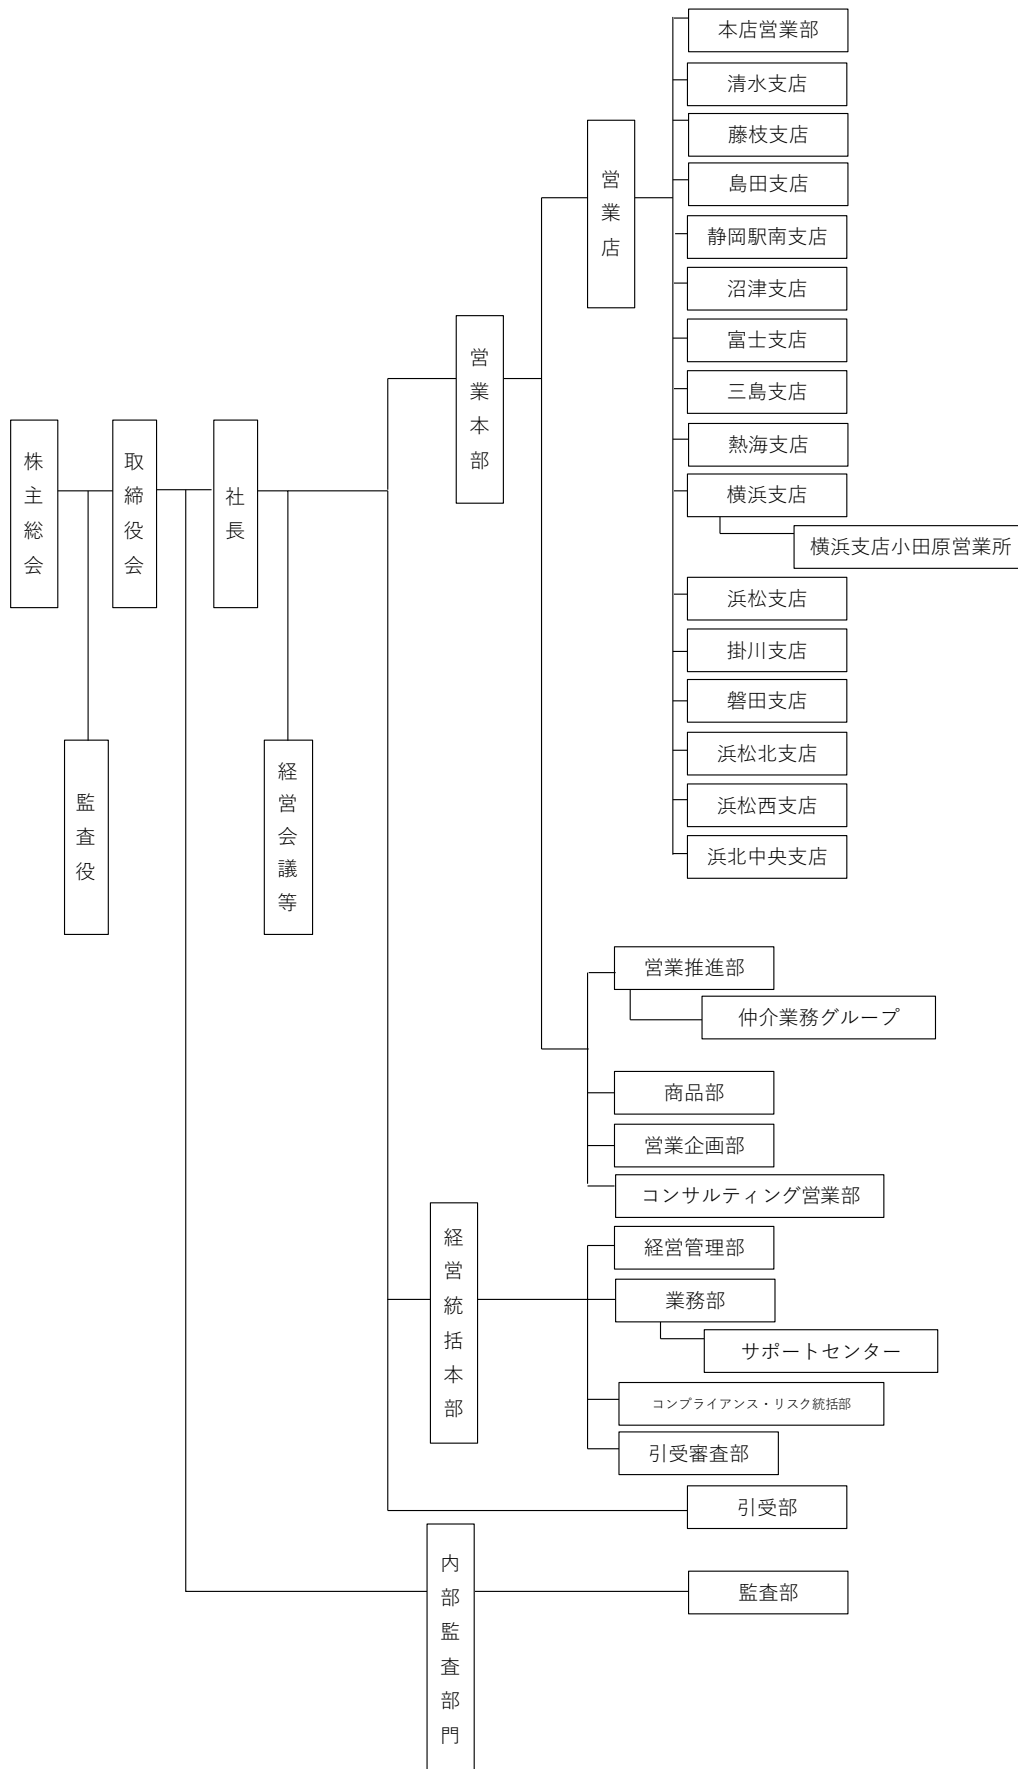 株主総会
監査役
取締役会
社長
経営会議等
営業本部
営業店
本店営業部
清水支店
藤枝支店
島田支店
静岡駅南支店
沼津支店
富士支店
三島支店
熱海支店
横浜支店
横浜支店小田原営業所
浜松支店
掛川支店
磐田支店
浜松北支店
浜松西支店
浜北中央支店
営業推進部
仲介業務グループ
商品部
営業企画部
コンサルティング営業部
経営統括本部
経営管理部
業務部
サポートセンター
コンプライアンス・リスク統括部
引受審査部
引受部
内部監査部門
監査部